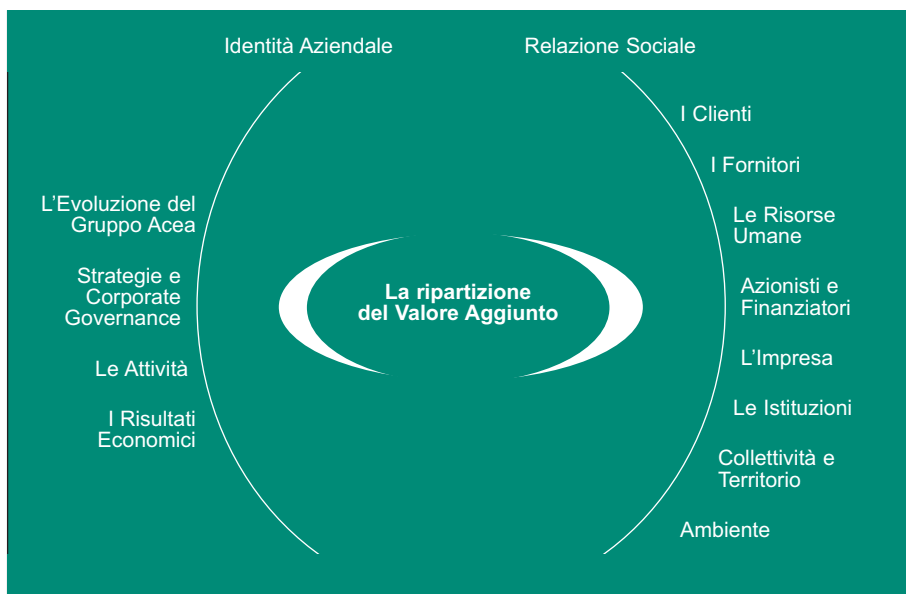 Identità Aziendale
Relazione Sociale
L’Evoluzione del
Gruppo Acea
Strategie e
Corporate
Governance
Le Attività
I Risultati
Economici
La ripartizione
del Valore Aggiunto
I Clienti
I Fornitori
Le Risorse
Umane
Azionisti e
Finanziatori
L’Impresa
Le Istituzioni
Collettività e
Territorio
Ambiente